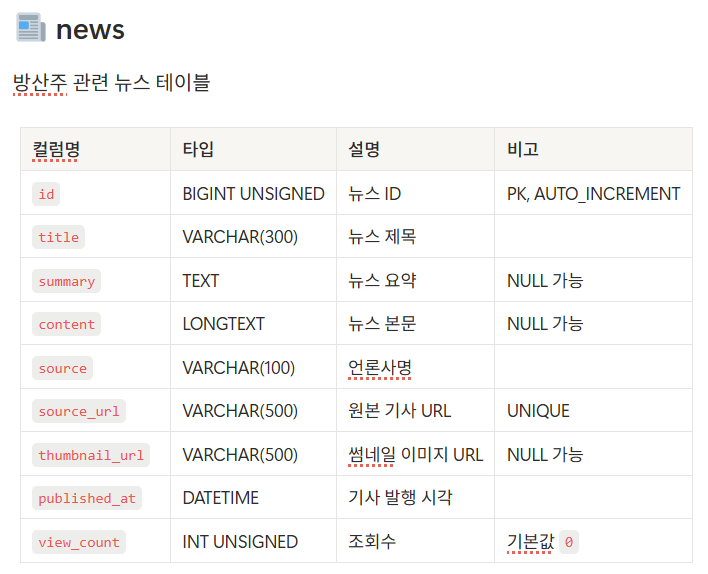 news
방산주 관련 뉴스 테이블
컬럼명 타입 설명 비고
id BIGINT UNSIGNED 뉴스 ID PK, AUTO_INCREMENT
title VARCHAR(300) 뉴스 제목
summary TEXT 뉴스 요약 NULL 가능
content LONGTEXT 뉴스 본문 NULL 가능
source VARCHAR(100) 언론사명
source_url VARCHAR(500) 원본 기사 URL UNIQUE
thumbnail_url VARCHAR(500) 썸네일 이미지 URL NULL 가능
published_at DATETIME 기사 발행 시각
view_count INT UNSIGNED 조회수 기본값 0